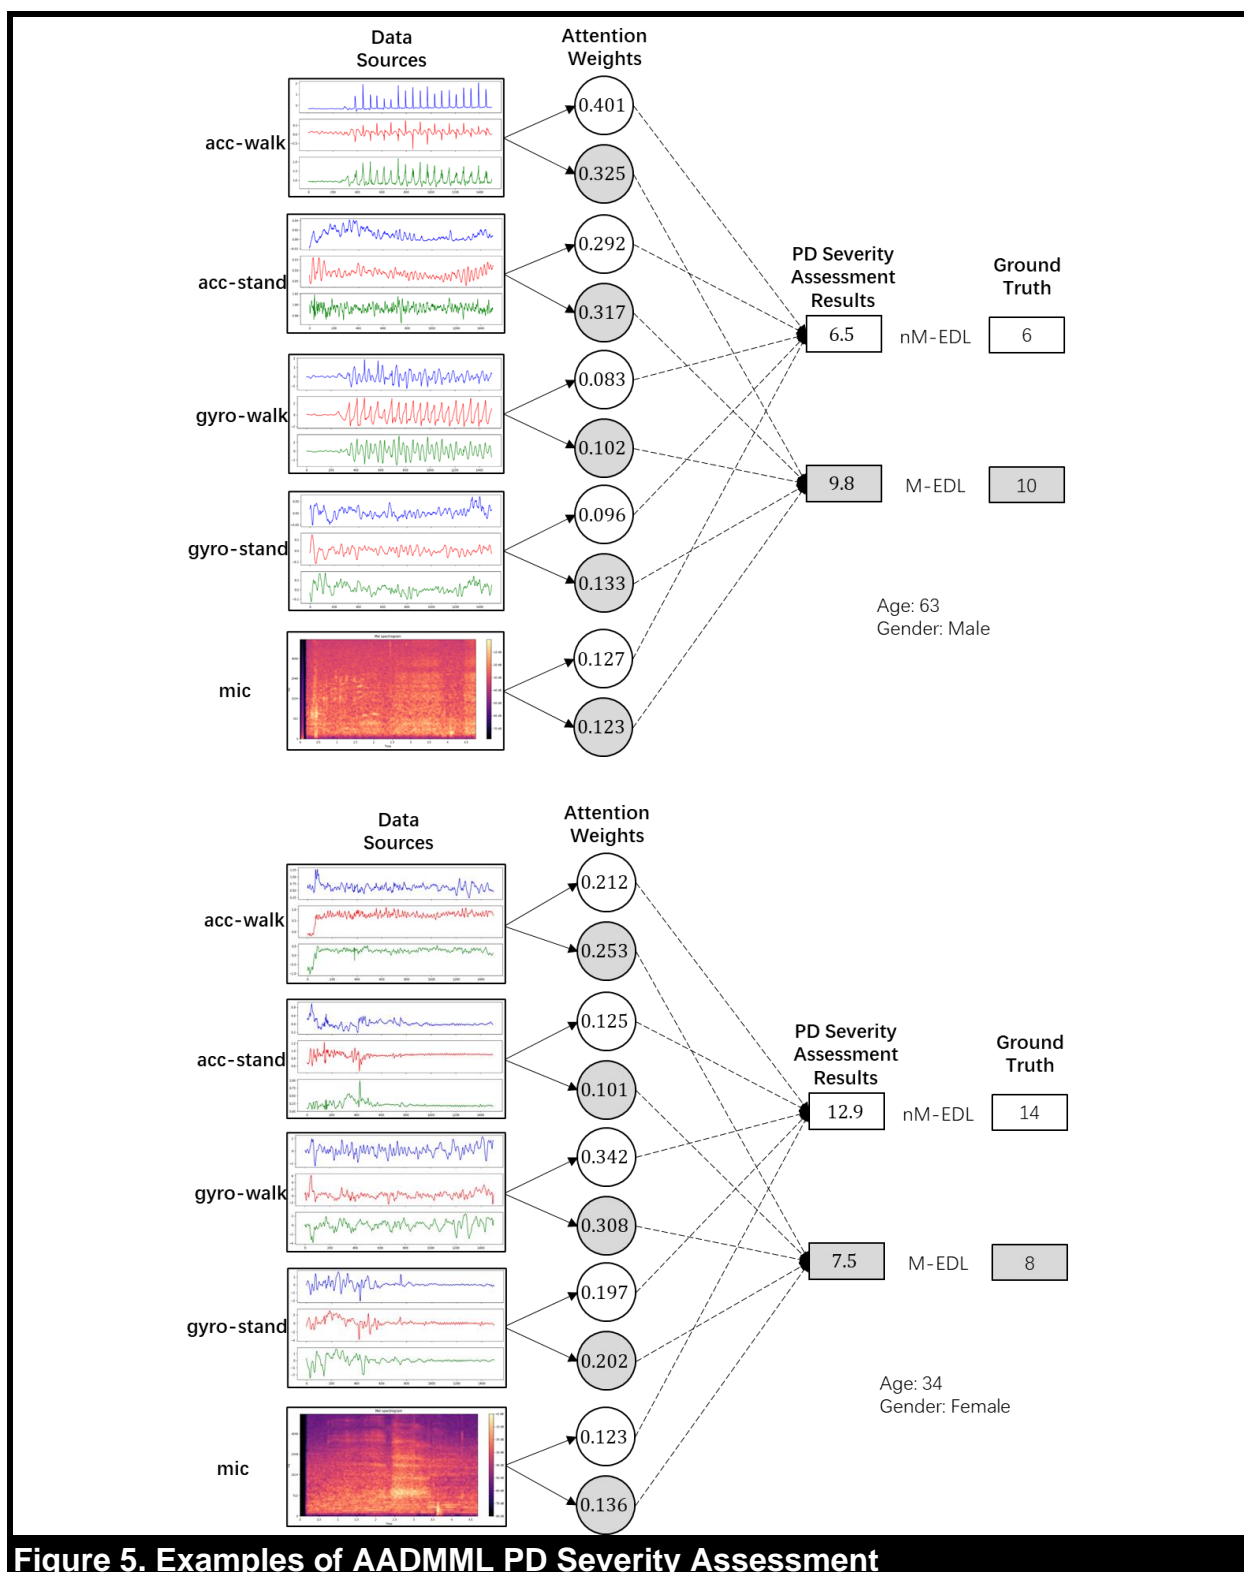 Data
Sources
Attention
Weights
acc-walk
0.401
0.325
acc-stand
0.292
0.317
gyro-walk
0.083
0.102
gyro-stand
0.096
0.133
mic
Mel spectrogram
0.127
0.123
PD Severity
Assessment
Results
Ground
Truth
6.5 nM-EDL 6
9.8 M-EDL 10
Age: 63
Gender: Male
Data
Sources
Attention
Weights
acc-walk
0.212
0.253
acc-stand
0.125
0.101
gyro-walk
0.342
0.308
gyro-stand
0.197
0.202
mic
Mel spectrogram
0.123
0.136
PD Severity
Assessment
Results
Ground
Truth
12.9 nM-EDL 14
7.5 M-EDL 8
Age: 34
Gender: Female
Figure 5. Examples of AADMML PD Severity Assessment